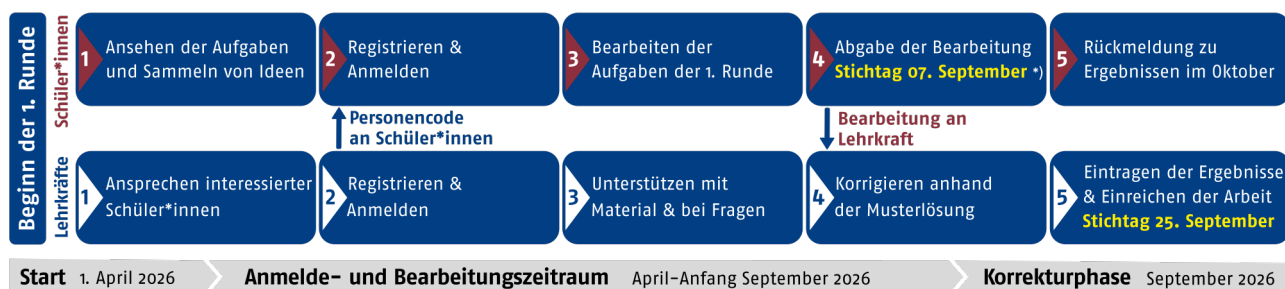 Beginn der 1. Runde
Schüler*innen
1
Ansehen der Aufgaben
und Sammeln von Ideen
2
Registrieren &
Anmelden
3
Bearbeiten der
Aufgaben der 1. Runde
4
Abgabe der Bearbeitung
Stichtag 07. September *)
5
Rückmeldung zu
Ergebnissen im Oktober
Personencode
an Schüler*innen
Bearbeitung an
Lehrkraft
Lehrkräfte
1
Ansprechen interessierter
Schüler*innen
2
Registrieren &
Anmelden
3
Unterstützen mit
Material & bei Fragen
4
Korrigieren anhand
der Musterlösung
5
Eintragen der Ergebnisse
& Einreichen der Arbeit
Stichtag 25. September
Start 1. April 2026
Anmelde- und Bearbeitungszeitraum April-Anfang September 2026
Korrekturphase September 2026